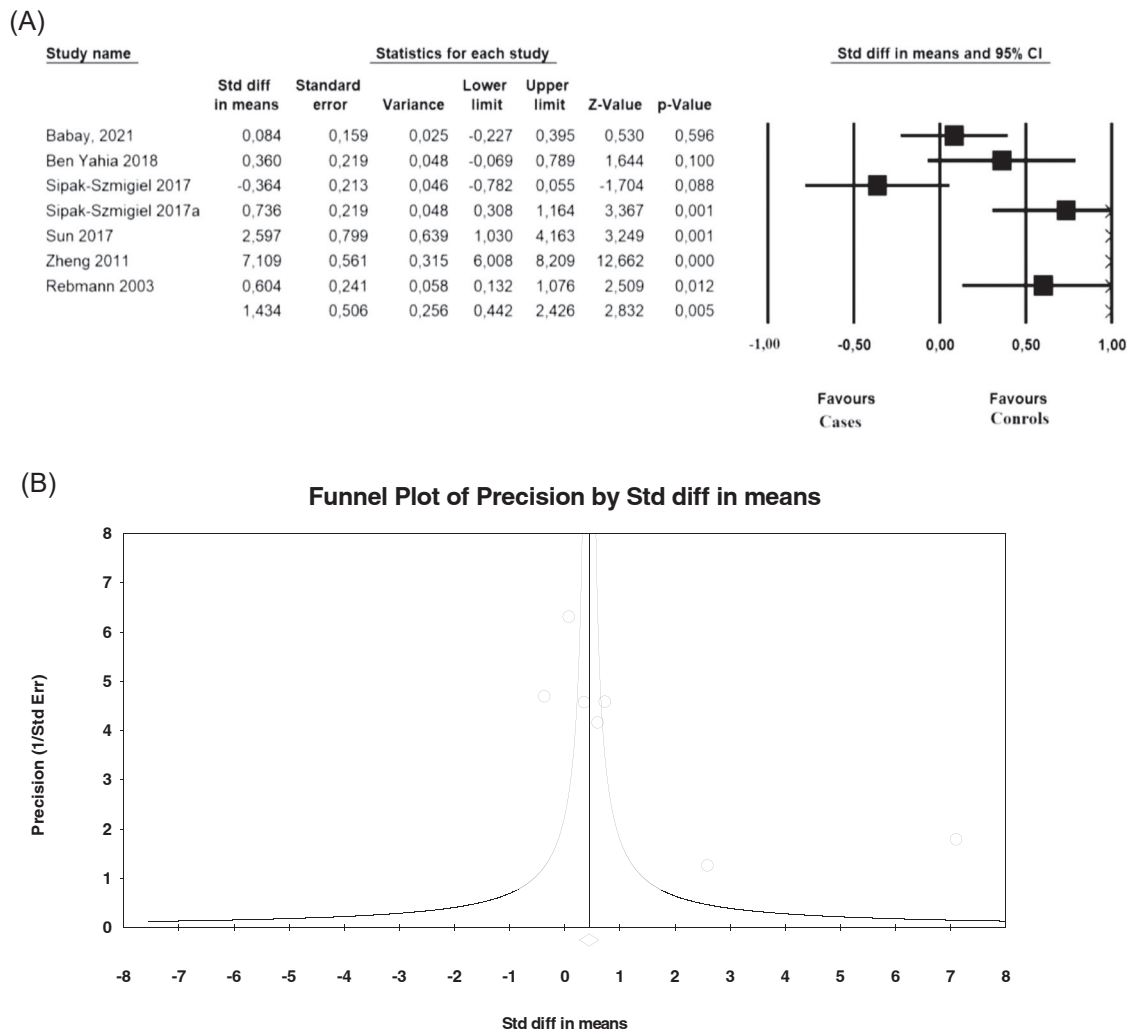 (A)
Study name Statistics for each study Std diff in means and 95% CI
Std diff in means Standard error Variance Lower limit Upper limit Z-Value p-Value
Babay, 2021 0,084 0,159 0,025 -0,227 0,395 0,530 0,596
Ben Yahia 2018 0,360 0,219 0,048 -0,069 0,789 1,644 0,100
Sipak-Szmigiel 2017 -0,364 0,213 0,046 -0,782 0,055 -1,704 0,088
Sipak-Szmigiel 2017a 0,736 0,219 0,048 0,308 1,164 3,367 0,001
Sun 2017 2,597 0,799 0,639 1,030 4,163 3,249 0,001
Zheng 2011 7,109 0,561 0,315 6,008 8,209 12,662 0,000
Rebmann 2003 0,604 0,241 0,058 0,132 1,076 2,509 0,012
1,434 0,506 0,256 0,442 2,426 2,832 0,005
-1,00 -0,50 0,00 0,50 1,00
Favours Favours
Cases Conrols
(B)
Funnel Plot of Precision by Std diff in means
8
7
6
5
4
3
2
1
0
Precision (1/Std Err)
-8 -7 -6 -5 -4 -3 -2 -1 0 1 2 3 4 5 6 7 8
Std diff in means